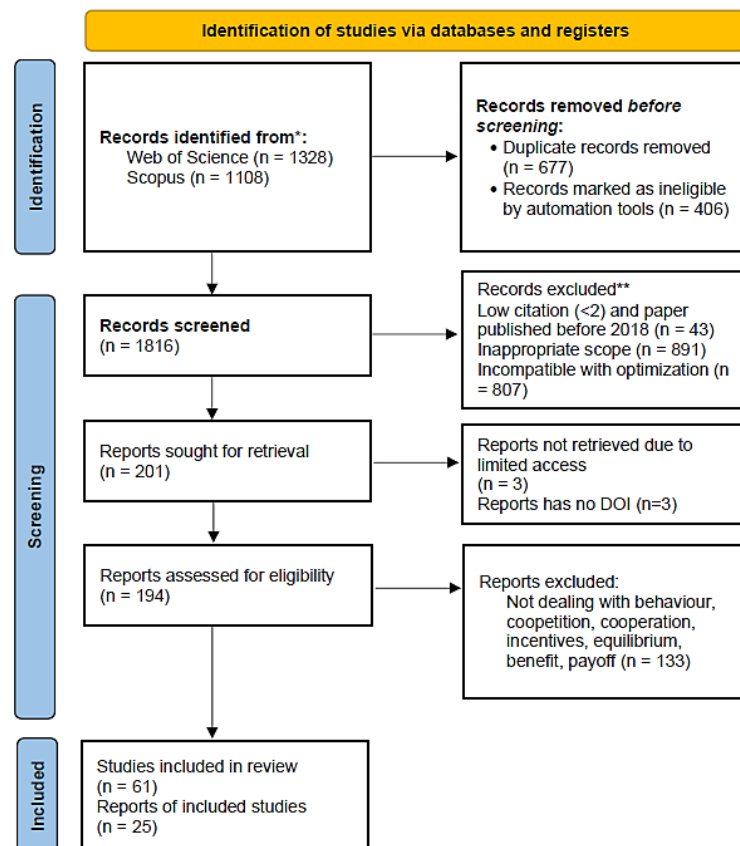 Identification of studies via databases and registers
Identification
Records identified from*:
Web of Science (n = 1328)
Scopus (n = 1108)
Records removed before
screening:
• Duplicate records removed
(n = 677)
• Records marked as ineligible
by automation tools (n = 406)
Screening
Records screened
(n = 1816)
Records excluded**
Low citation (<2) and paper
published before 2018 (n = 43)
Inappropriate scope (n = 891)
Incompatible with optimization (n
= 807)
Reports sought for retrieval
(n = 201)
Reports not retrieved due to
limited access
(n = 3)
Reports has no DOI (n=3)
Reports assessed for eligibility
(n = 194)
Reports excluded:
Not dealing with behaviour,
coopetition, cooperation,
incentives, equilibrium,
benefit, payoff (n = 133)
Included
Studies included in review
(n = 61)
Reports of included studies
(n = 25)